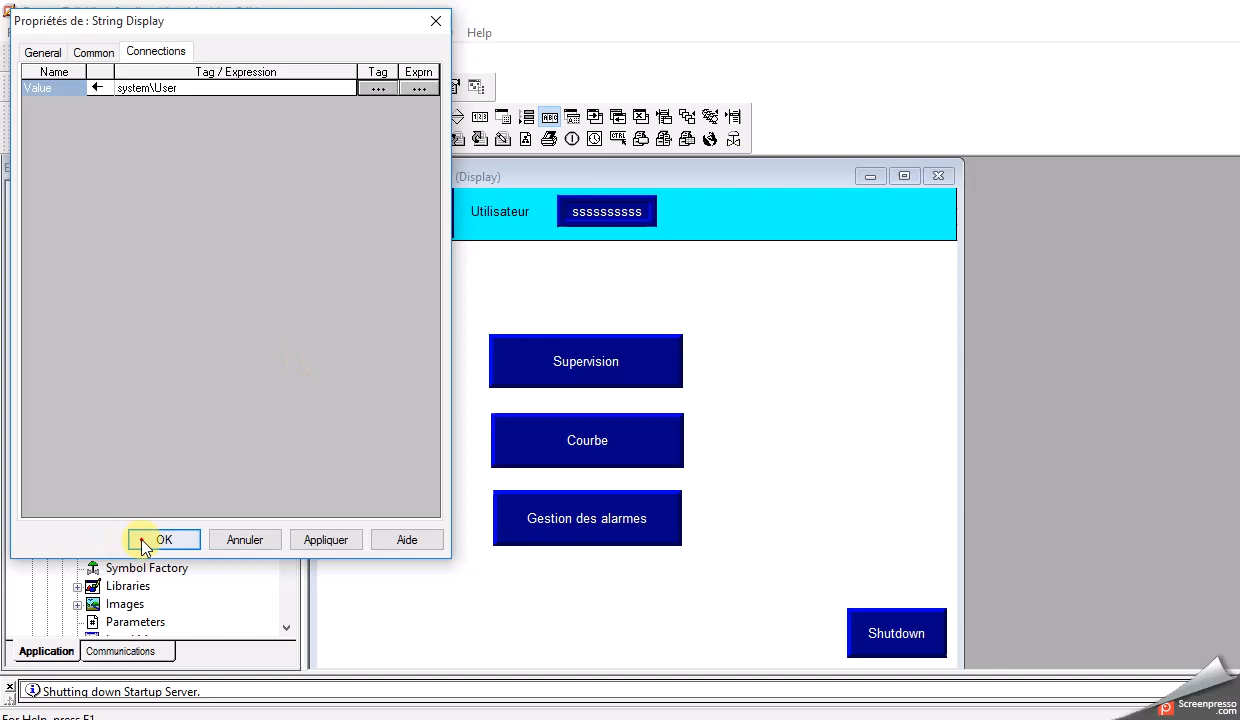 Propriétés de : String Display
Help
General
Common
Connections
Name
Tag / Expression
Tag
Exprn
Value
system\User
...
...
(Display)
Utilisateur
ssssssssss
Supervision
Courbe
Gestion des alarmes
Shutdown
OK
Annuler
Appliquer
Aide
Symbol Factory
Libraries
Images
Parameters
Application
Communications
Shutting down Startup Server.
For Help, press F1
Screenpresso
.com